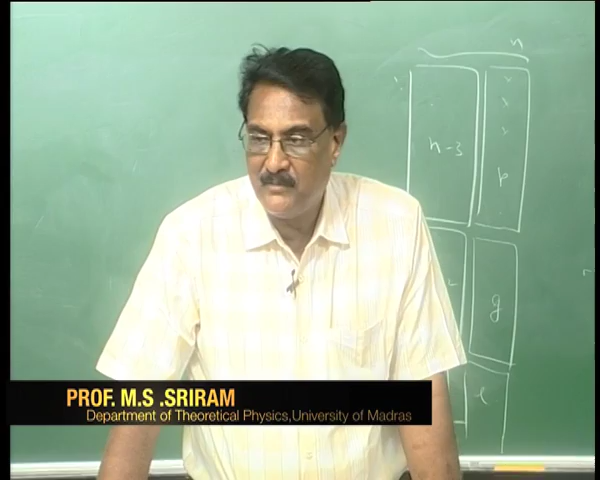 n
n-3
p
g
PROF. M.S .SRIRAM
Department of Theoretical Physics,University of Madras